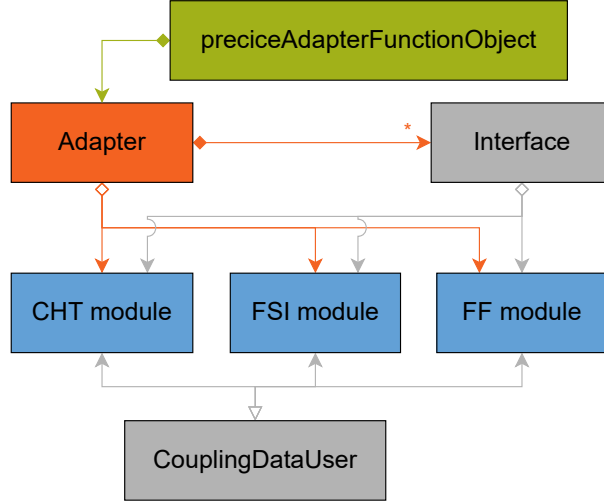 preciceAdapterFunctionObject
Adapter
*
Interface
CHT module
FSI module
FF module
CouplingDataUser